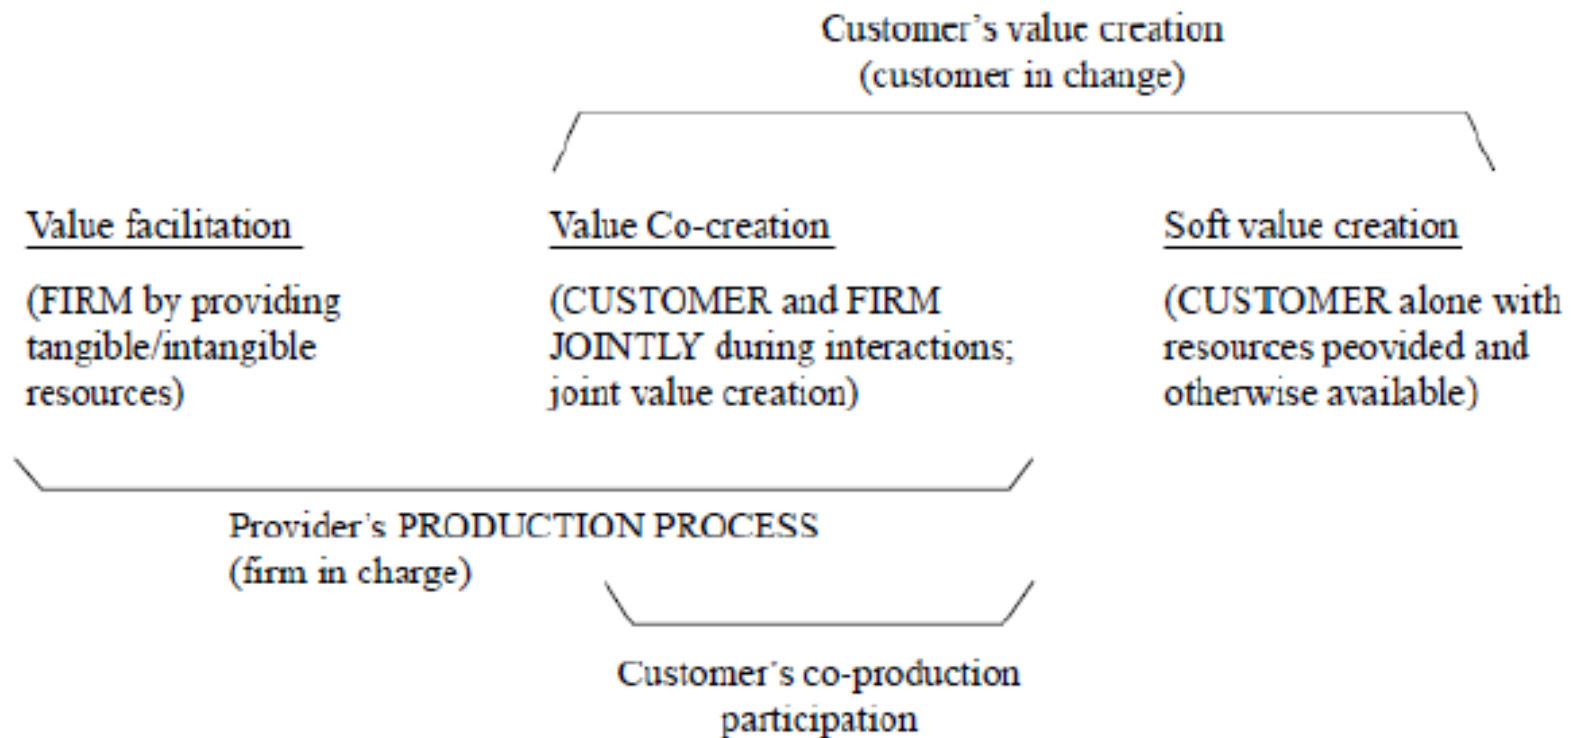 Customer's value creation
(customer in change)
Value facilitation
(FIRM by providing
tangible/intangible
resources)
Value Co-creation
(CUSTOMER and FIRM
JOINTLY during interactions;
joint value creation)
Soft value creation
(CUSTOMER alone with
resources peovided and
otherwise available)
Provider's PRODUCTION PROCESS
(firm in charge)
Customer's co-production
participation